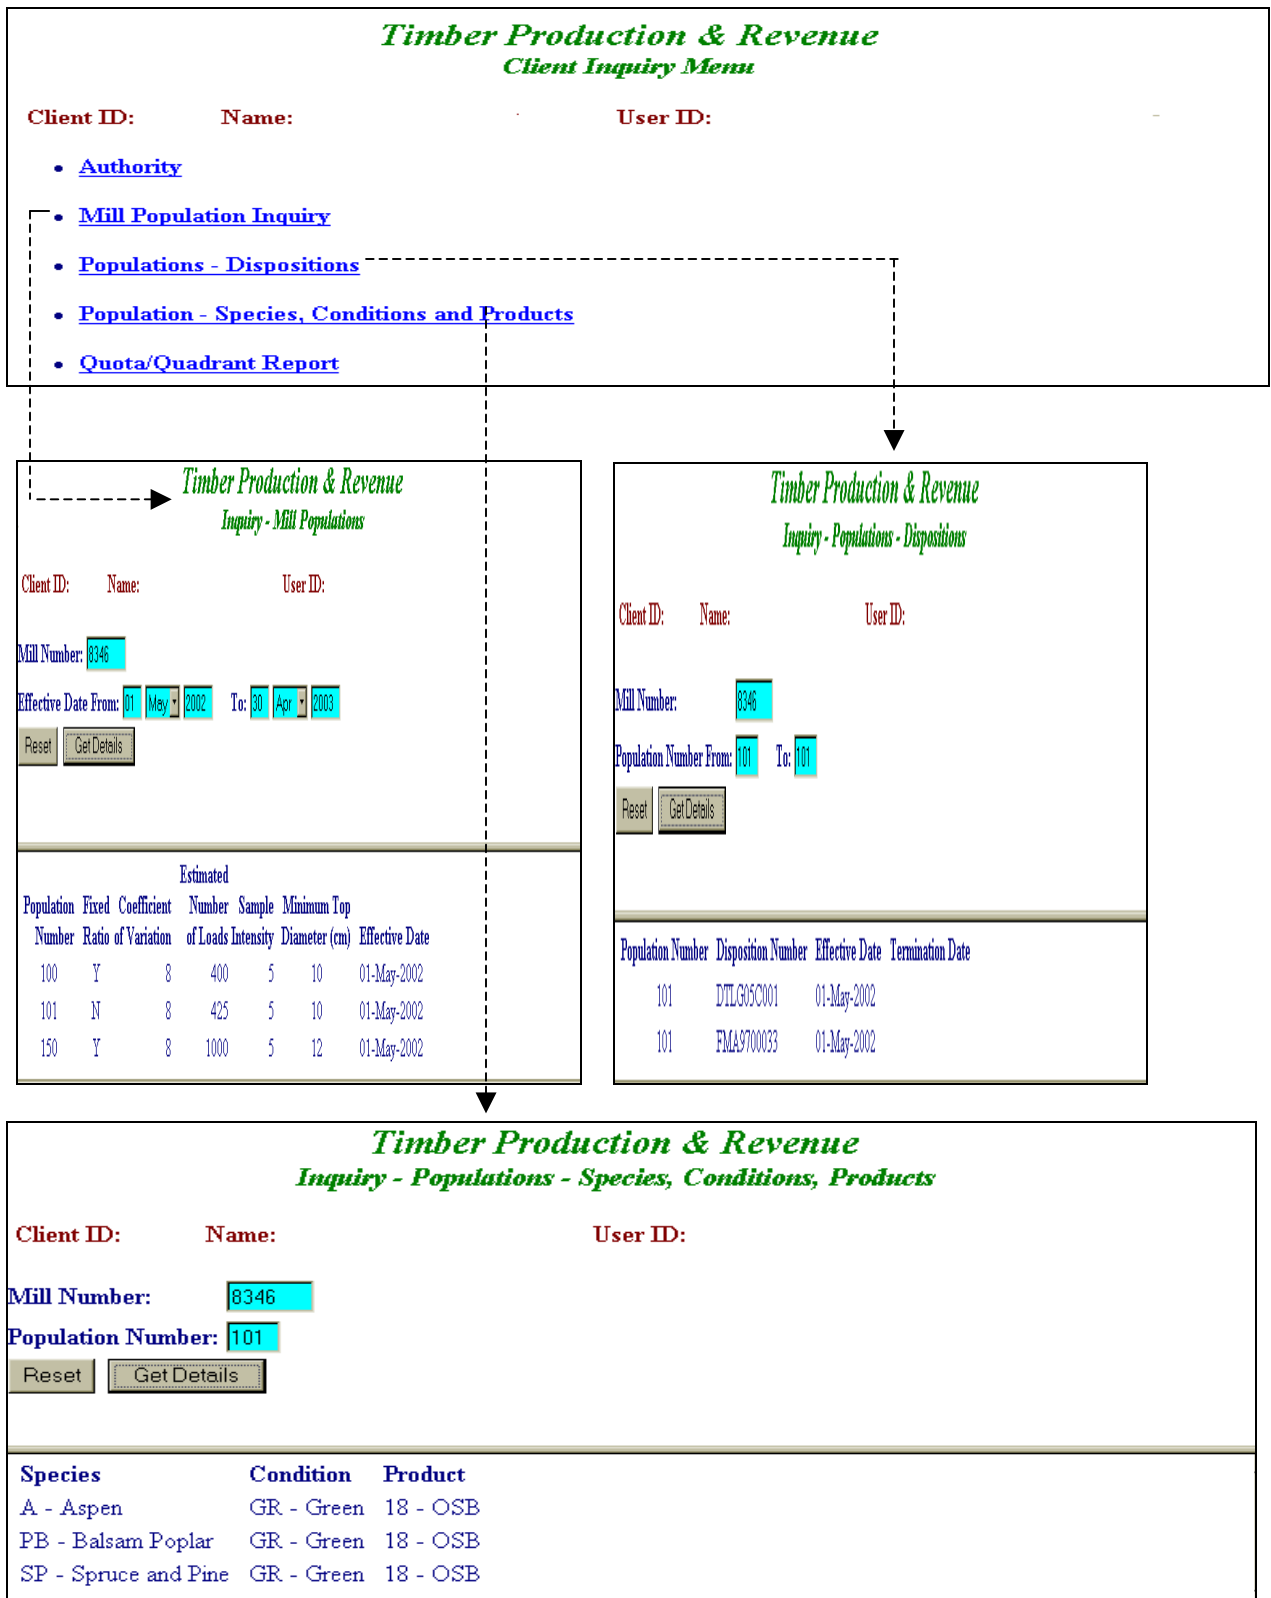 Timber Production & Revenue
Client Inquiry Menu
Client ID: Name: User ID:
• Authority
• Mill Population Inquiry
• Populations - Dispositions
• Population - Species, Conditions and Products
• Quota/Quadrant Report
Timber Production & Revenue
Inquiry - Mill Populations
Client ID: Name: User ID:
Mill Number: 8346
Effective Date From: 01 May 2002 To: 30 Apr 2003
Reset Get Details
Estimated
Population Fixed Coefficient Number Sample Minimum Top
Number Ratio of Variation of Loads Intensity Diameter (cm) Effective Date
100 Y 8 400 5 10 01-May-2002
101 N 8 425 5 10 01-May-2002
150 Y 8 1000 5 12 01-May-2002
Timber Production & Revenue
Inquiry - Populations - Dispositions
Client ID: Name: User ID:
Mill Number: 8346
Population Number From: 101 To: 101
Reset Get Details
Population Number Disposition Number Effective Date Termination Date
101 DTLG05C001 01-May-2002
101 FMA9700033 01-May-2002
Timber Production & Revenue
Inquiry - Populations - Species, Conditions, Products
Client ID: Name: User ID:
Mill Number: 8346
Population Number: 101
Reset Get Details
Species Condition Product
A - Aspen GR - Green 18 - OSB
PB - Balsam Poplar GR - Green 18 - OSB
SP - Spruce and Pine GR - Green 18 - OSB